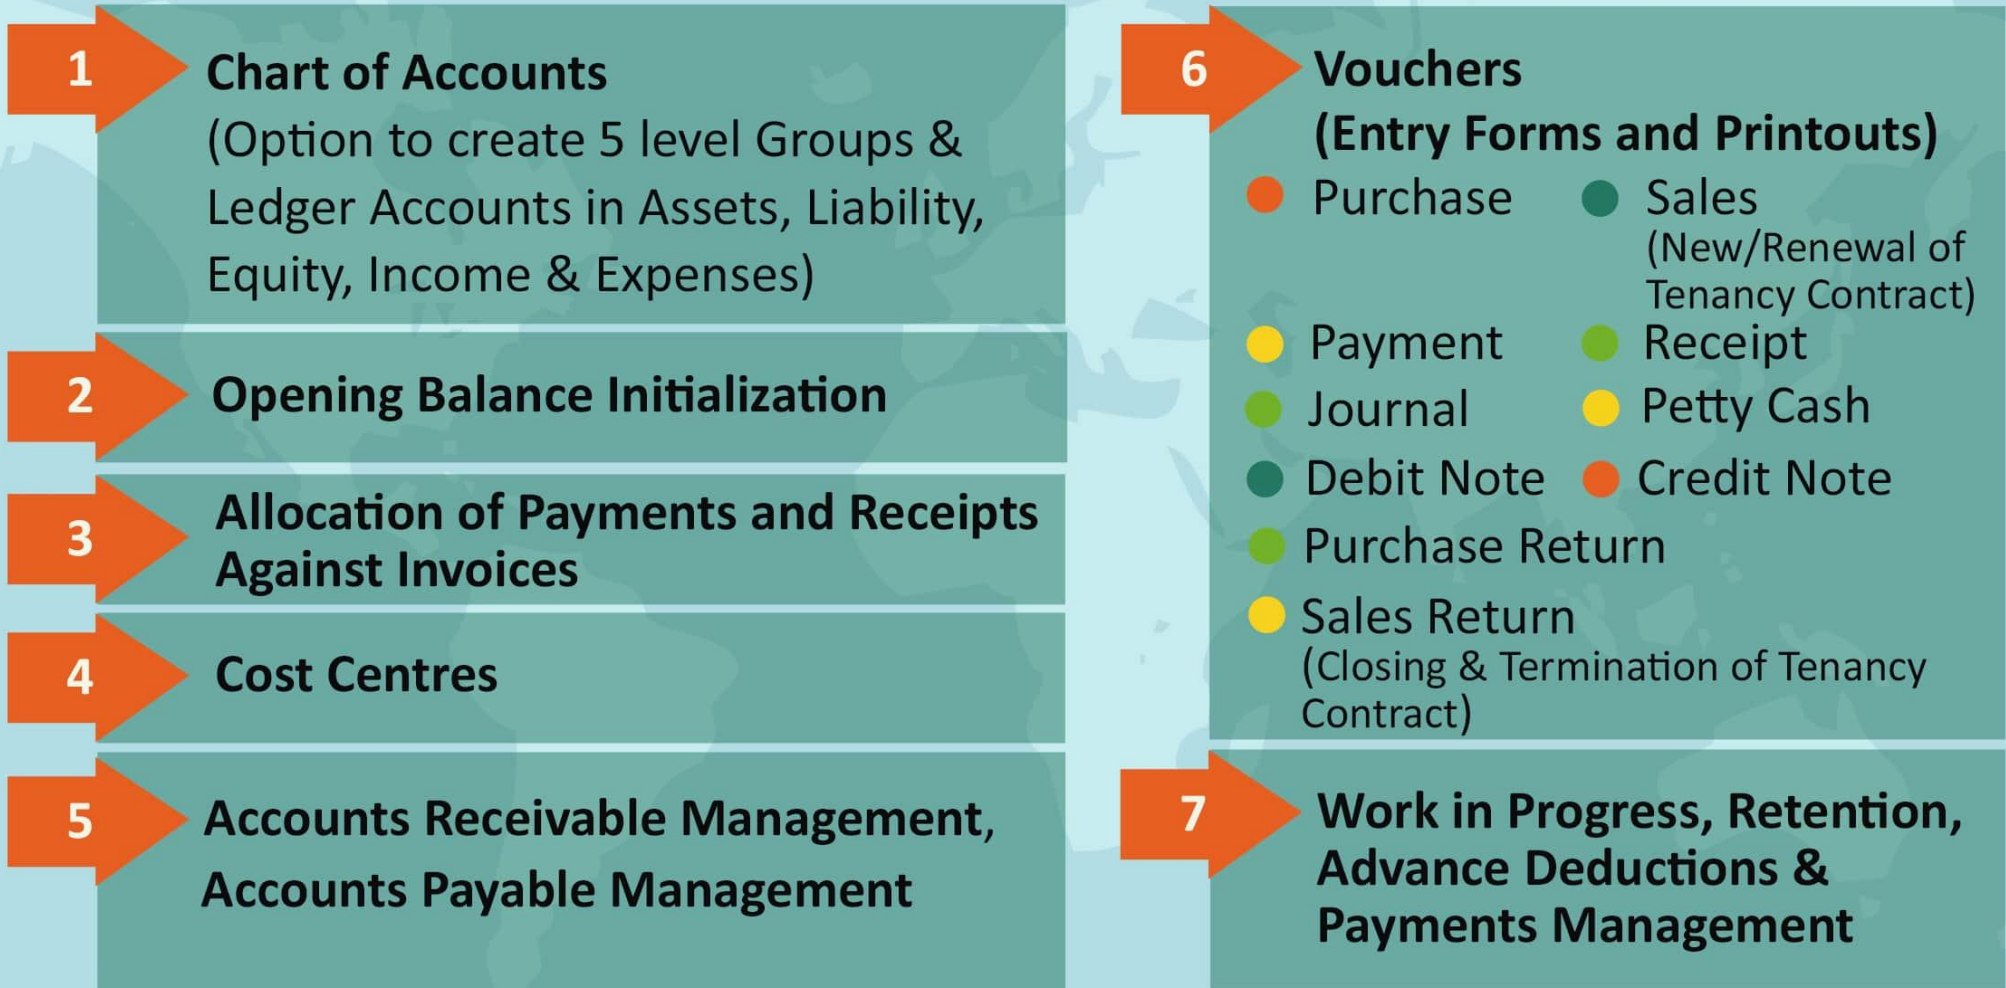 1
Chart of Accounts
(Option to create 5 level Groups &
Ledger Accounts in Assets, Liability,
Equity, Income & Expenses)
2
Opening Balance Initialization
3
Allocation of Payments and Receipts
Against Invoices
4
Cost Centres
5
Accounts Receivable Management,
Accounts Payable Management
6
Vouchers
(Entry Forms and Printouts)
Purchase
Sales
(New/Renewal of
Tenancy Contract)
Payment
Receipt
Journal
Petty Cash
Debit Note
Credit Note
Purchase Return
Sales Return
(Closing & Termination of Tenancy
Contract)
7
Work in Progress, Retention,
Advance Deductions &
Payments Management